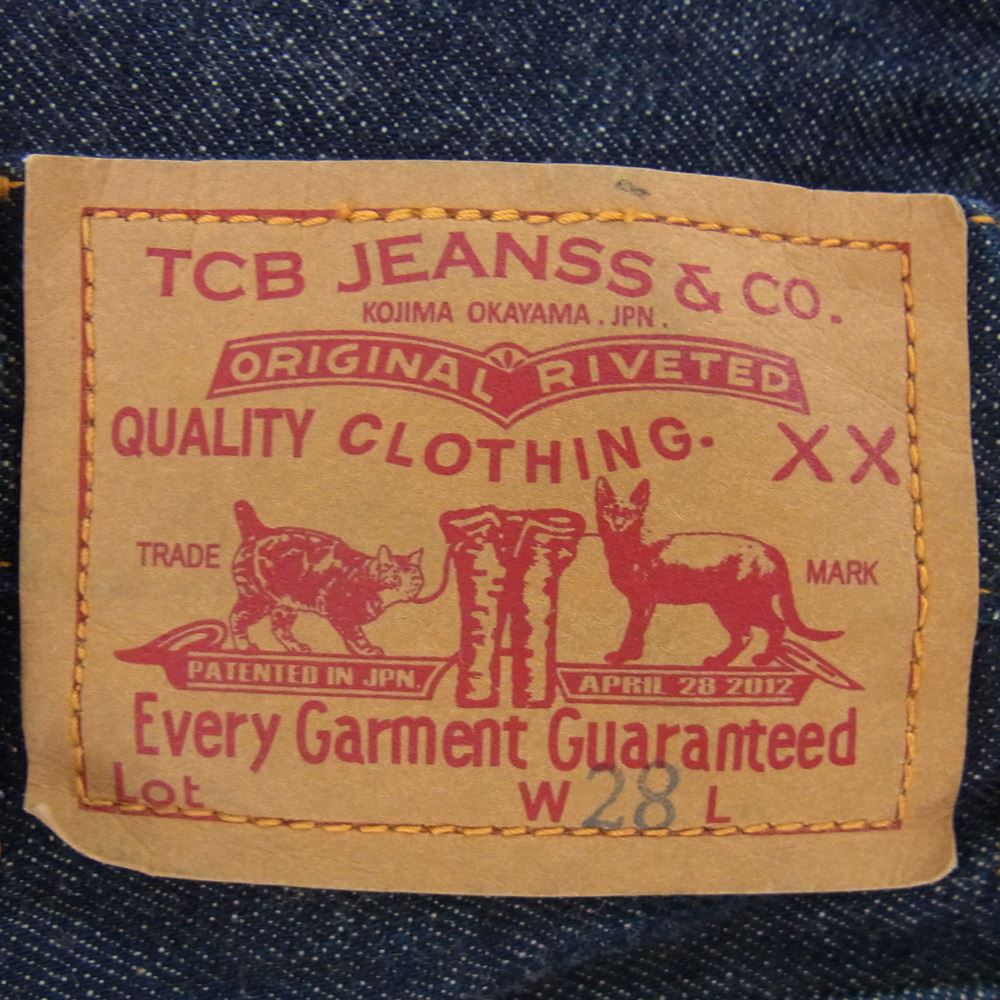 TCB JEANSS & CO.
KOJIMA OKAYAMA . JPN .
ORIGINAL RIVETED
QUALITY CLOTHING. XX
TRADE MARK
PATENTED IN JPN. APRIL 28 2012
Every Garment Guaranteed
Lot W 28 L